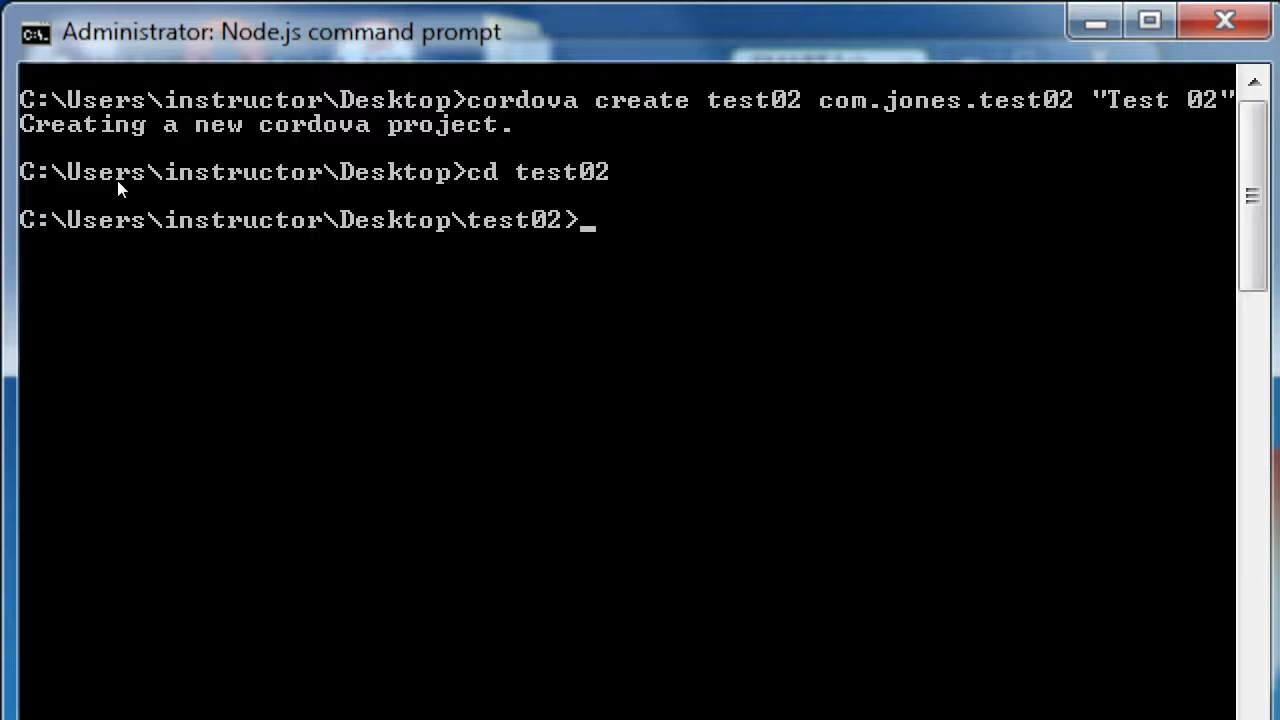 Administrator: Node.js command prompt
C:\Users\instructor\Desktop>cordova create test02 com.jones.test02 "Test 02"
Creating a new cordova project.
C:\Users\instructor\Desktop>cd test02
C:\Users\instructor\Desktop\test02>_